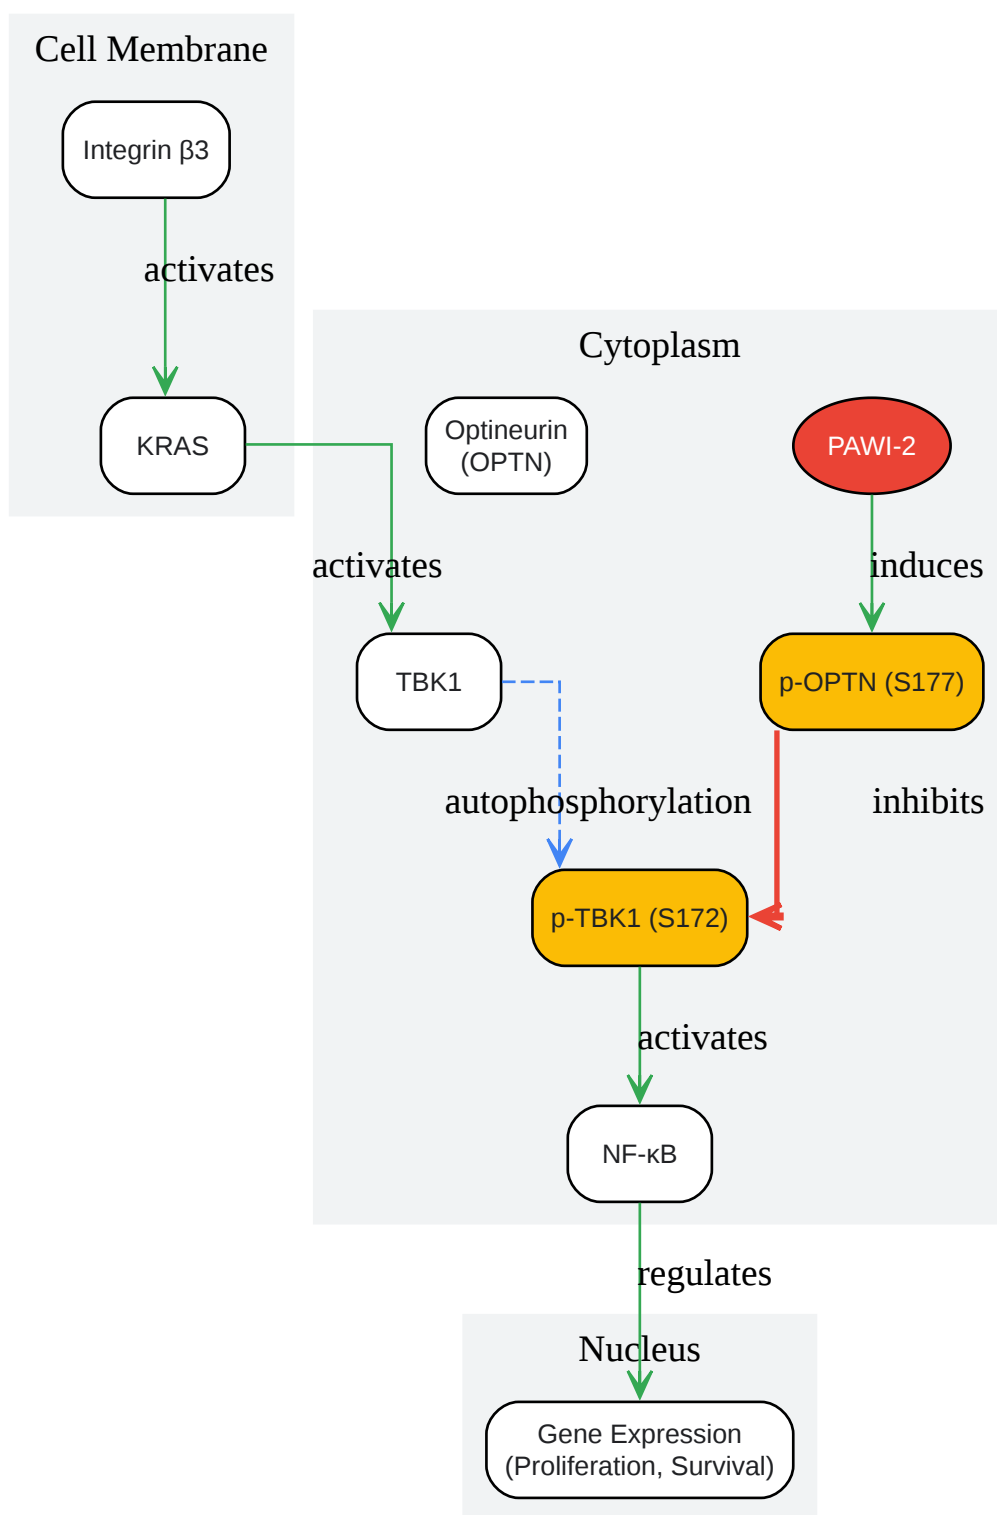 Cell Membrane
Integrin β3
activates
KRAS
Cytoplasm
Optineurin
(OPTN)
PAWI-2
activates
induces
TBK1
p-OPTN (S177)
autophosphorylation
inhibits
p-TBK1 (S172)
activates
NF-κB
regulates
Nucleus
Gene Expression
(Proliferation, Survival)